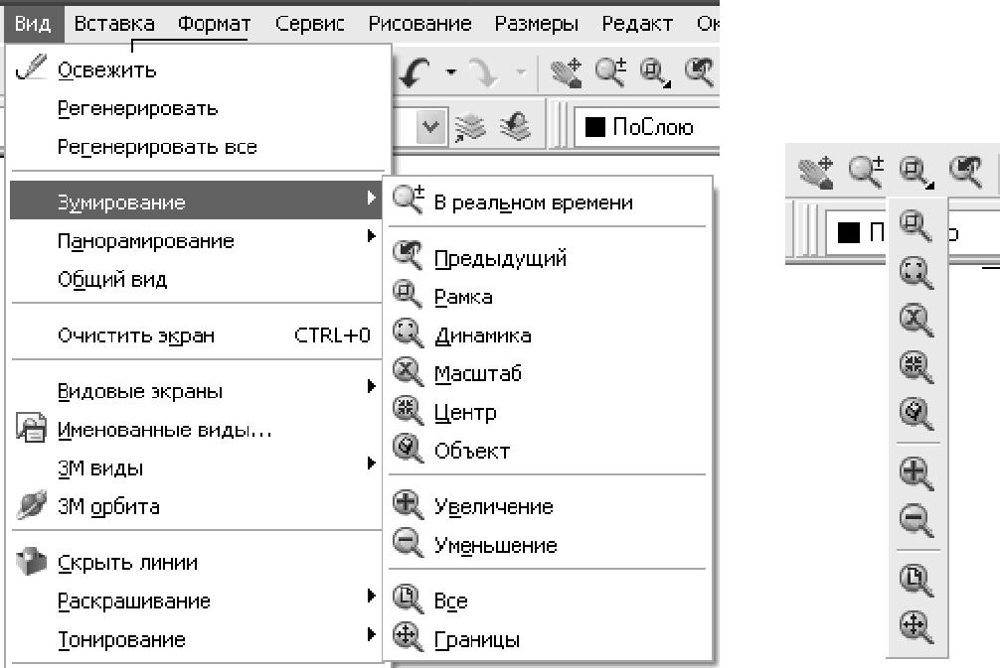 Вид Вставка Формат Сервис Рисование Размеры Редакт Ок
Освежить
Регенерировать
ПоСлою
Регенерировать все
Зумирование
Панорамирование
Общий вид
Очистить экран CTRL+0
Видовые экраны
Именованные виды...
3М виды
3М орбита
Скрыть линии
Раскрашивание
Тонирование
В реальном времени
Предыдущий
Рамка
Динамика
Масштаб
Центр
Объект
Увеличение
Уменьшение
Все
Границы